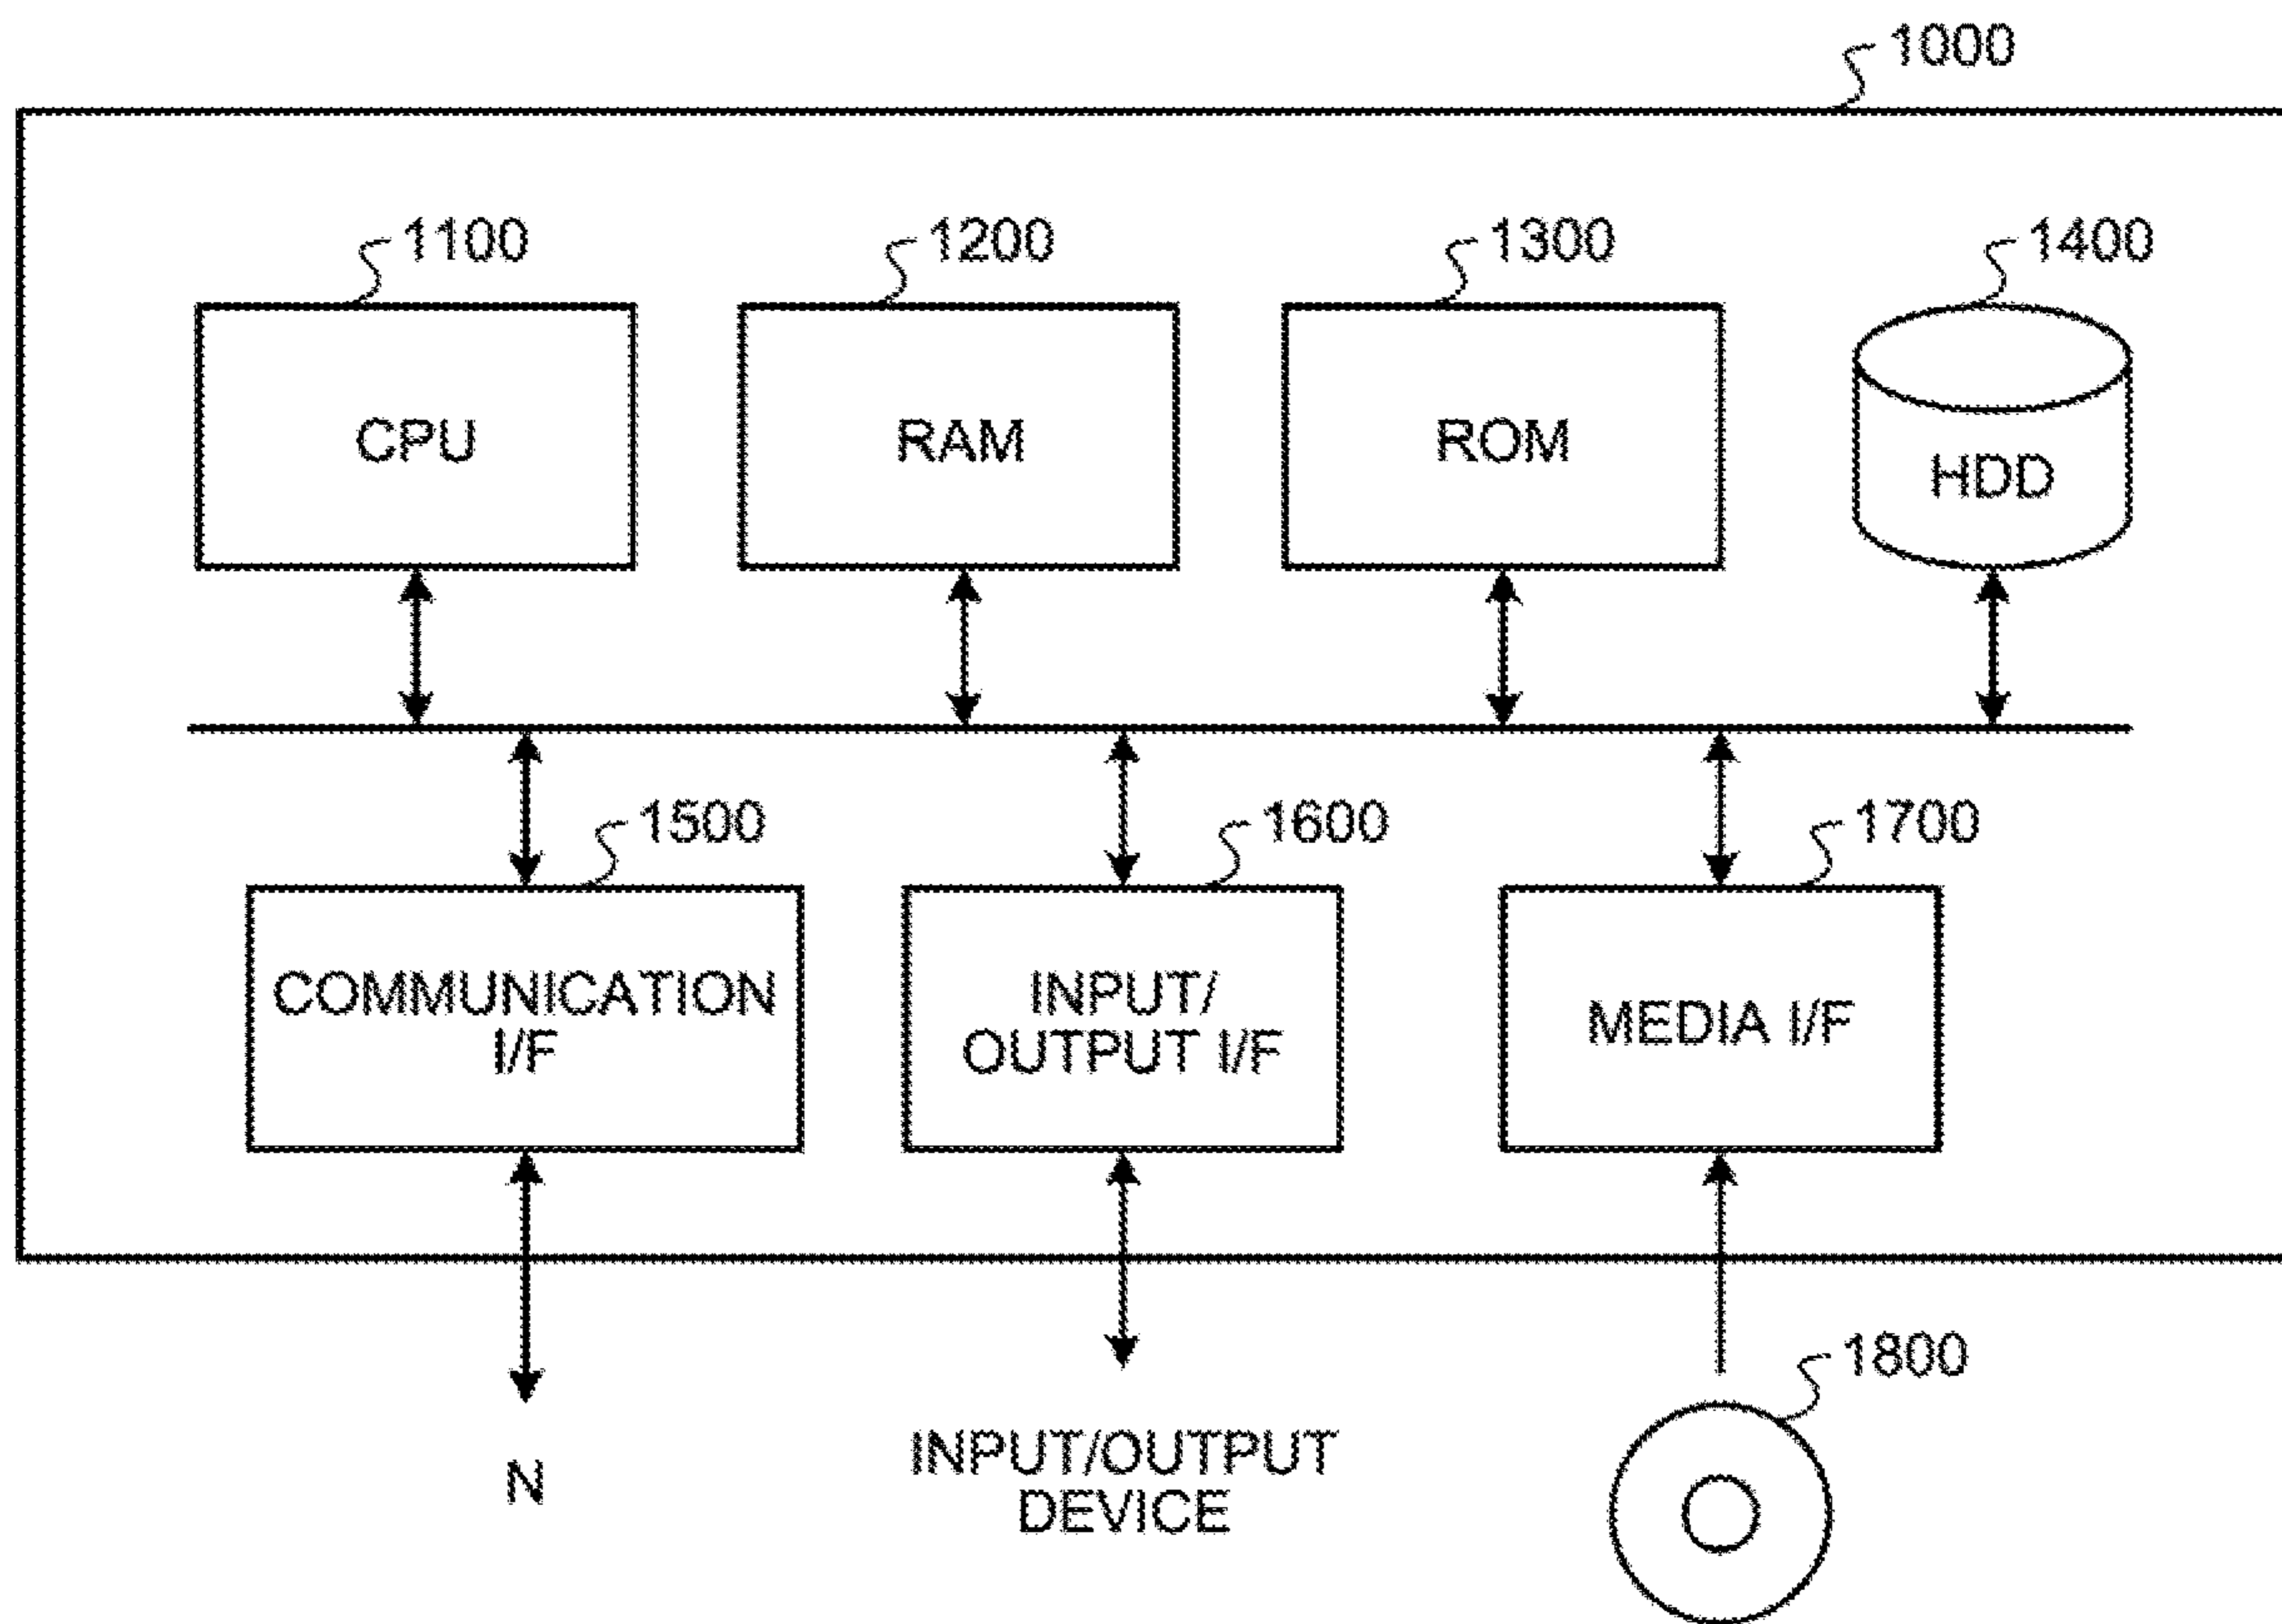 1000
1100
1200
1300
1400
CPU
RAM
ROM
HDD
1500
1600
1700
COMMUNICATION
I/F
INPUT/
OUTPUT I/F
MEDIA I/F
1800
N
INPUT/OUTPUT
DEVICE